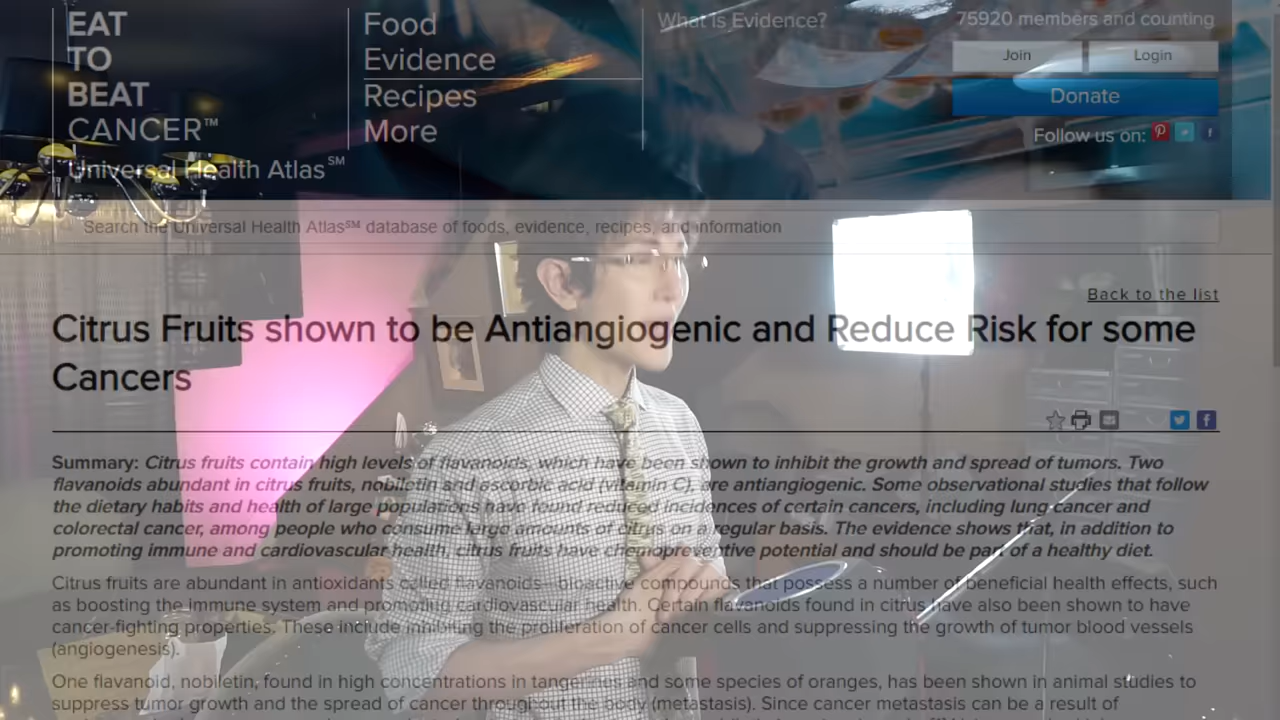 EAT
TO
BEAT
CANCER™
Universal Health Atlas℠
Food
Evidence
Recipes
More
What is Evidence?
75920 members and counting
Join Login
Donate
Follow us on:
Search the Universal Health Atlas℠ database of foods, evidence, recipes, and information
Back to the list
Citrus Fruits shown to be Antiangiogenic and Reduce Risk for some
Cancers
Summary: Citrus fruits contain high levels of flavanoids, which have been shown to inhibit the growth and spread of tumors. Two
flavanoids abundant in citrus fruits, nobiletin and ascorbic acid (vitamin C), are antiangiogenic. Some observational studies that follow
the dietary habits and health of large populations have found reduced incidences of certain cancers, including lung cancer and
colorectal cancer, among people who consume large amounts of citrus on a regular basis. The evidence shows that, in addition to
promoting immune and cardiovascular health, citrus fruits have chemopreventive potential and should be part of a healthy diet.
Citrus fruits are abundant in antioxidants called flavanoids—bioactive compounds that possess a number of beneficial health effects, such
as boosting the immune system and promoting cardiovascular health. Certain flavanoids found in citrus have also been shown to have
cancer-fighting properties. These include inhibiting the proliferation of cancer cells and suppressing the growth of tumor blood vessels
(angiogenesis).
One flavanoid, nobiletin, found in high concentrations in tangerines and some species of oranges, has been shown in animal studies to
suppress tumor growth and the spread of cancer throughout the body (metastasis). Since cancer metastasis can be a result of